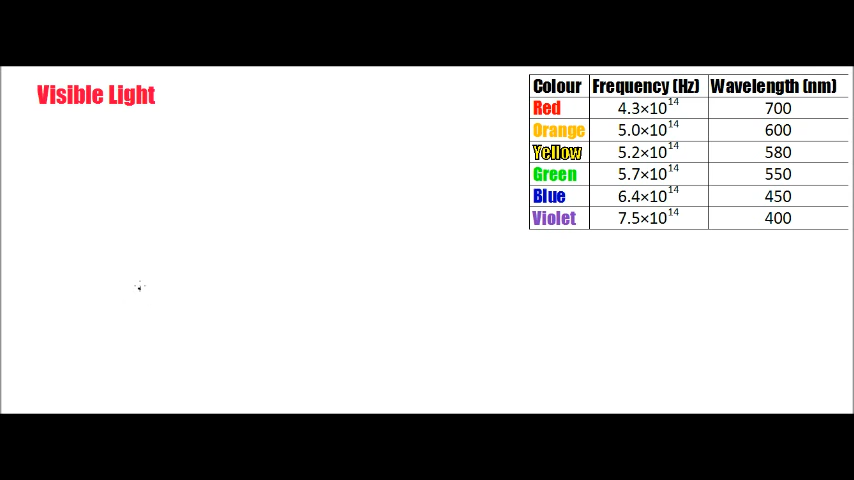 Visible Light
Colour Frequency (Hz) Wavelength (nm)
Red 4.3×10¹⁴ 700
Orange 5.0×10¹⁴ 600
Yellow 5.2×10¹⁴ 580
Green 5.7×10¹⁴ 550
Blue 6.4×10¹⁴ 450
Violet 7.5×10¹⁴ 400